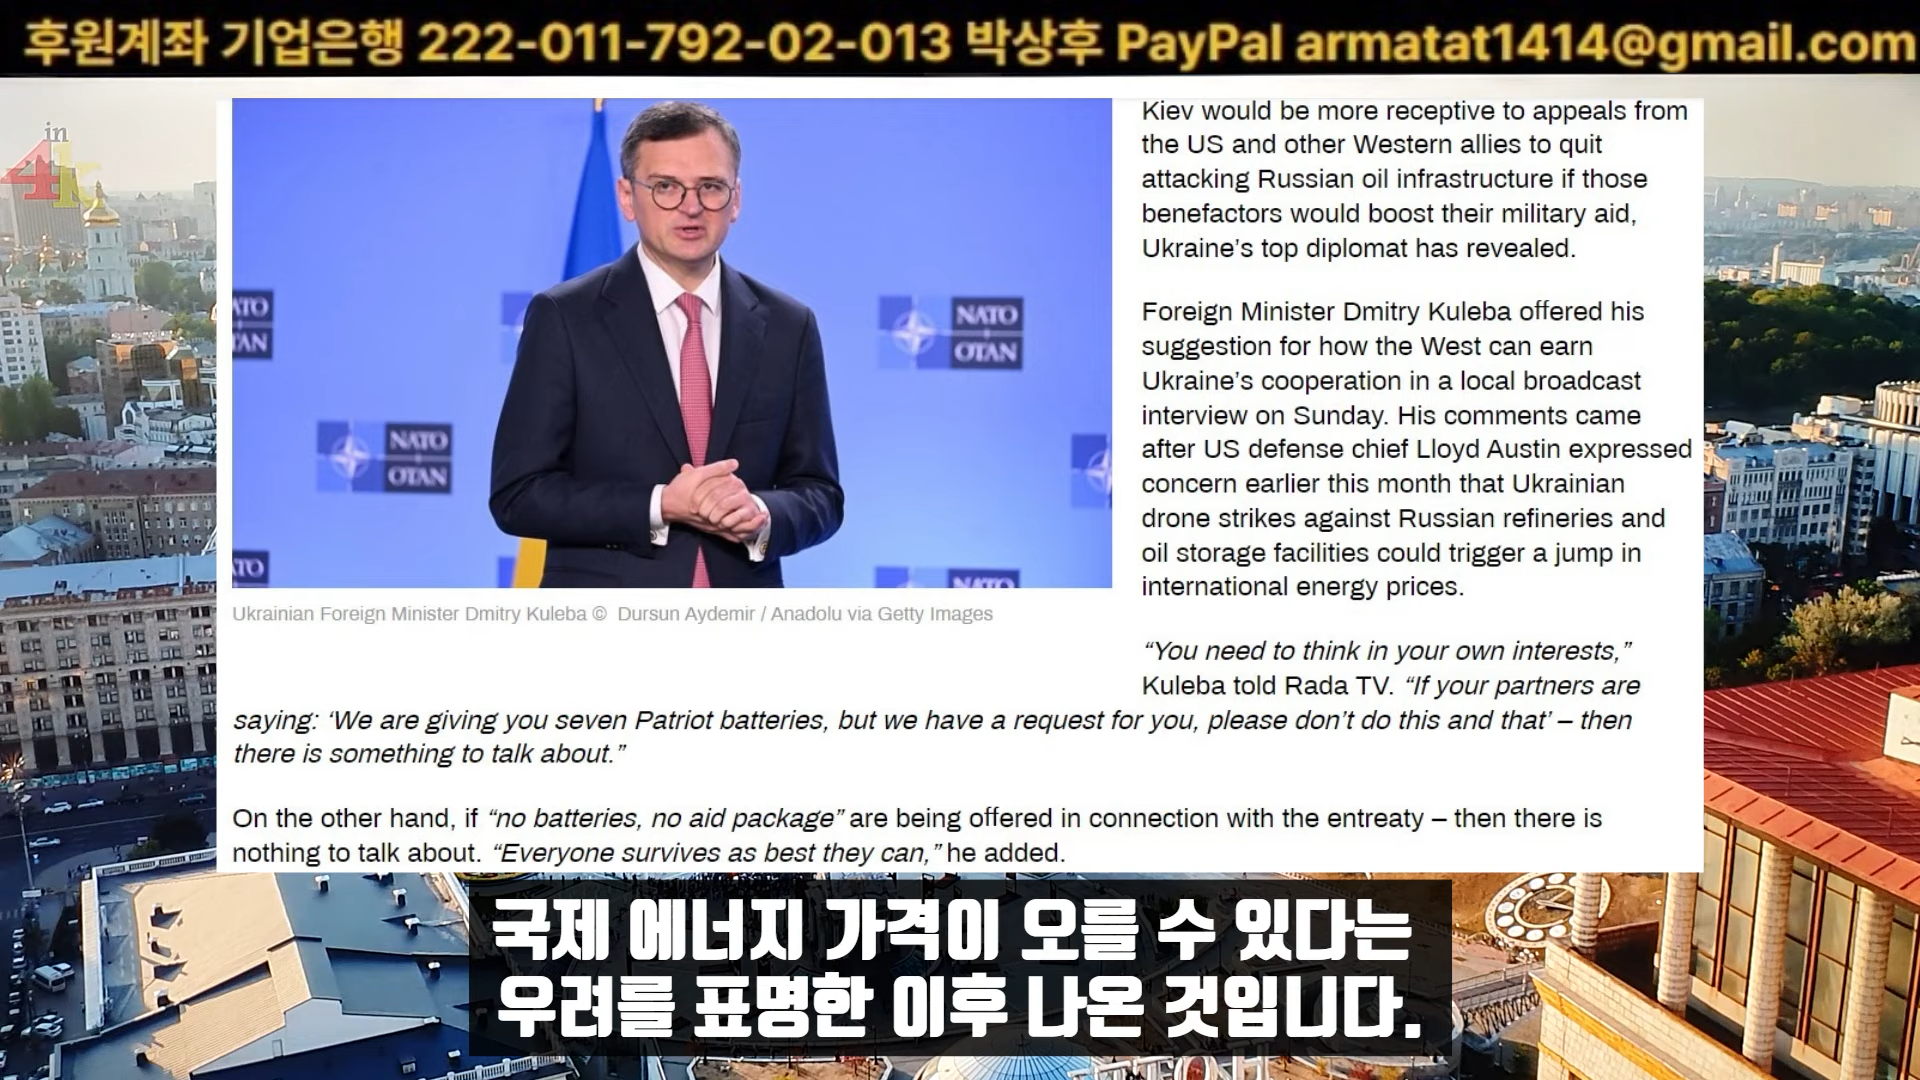 후원계좌 기업은행 222-011-792-02-013 박상후 PayPal armatat1414@gmail.com
in
4k
NATO
OTAN
NATO
OTAN
NATO
OTAN
NATO
NATO
Ukrainian Foreign Minister Dmitry Kuleba © Dursun Aydemir / Anadolu via Getty Images
Kiev would be more receptive to appeals from
the US and other Western allies to quit
attacking Russian oil infrastructure if those
benefactors would boost their military aid,
Ukraine’s top diplomat has revealed.
Foreign Minister Dmitry Kuleba offered his
suggestion for how the West can earn
Ukraine’s cooperation in a local broadcast
interview on Sunday. His comments came
after US defense chief Lloyd Austin expressed
concern earlier this month that Ukrainian
drone strikes against Russian refineries and
oil storage facilities could trigger a jump in
international energy prices.
“You need to think in your own interests,”
Kuleba told Rada TV. “If your partners are
saying: ‘We are giving you seven Patriot batteries, but we have a request for you, please don’t do this and that’ – then
there is something to talk about.”
On the other hand, if “no batteries, no aid package” are being offered in connection with the entreaty – then there is
nothing to talk about. “Everyone survives as best they can,” he added.
국제 에너지 가격이 오를 수 있다는
우려를 표명한 이후 나온 것입니다.